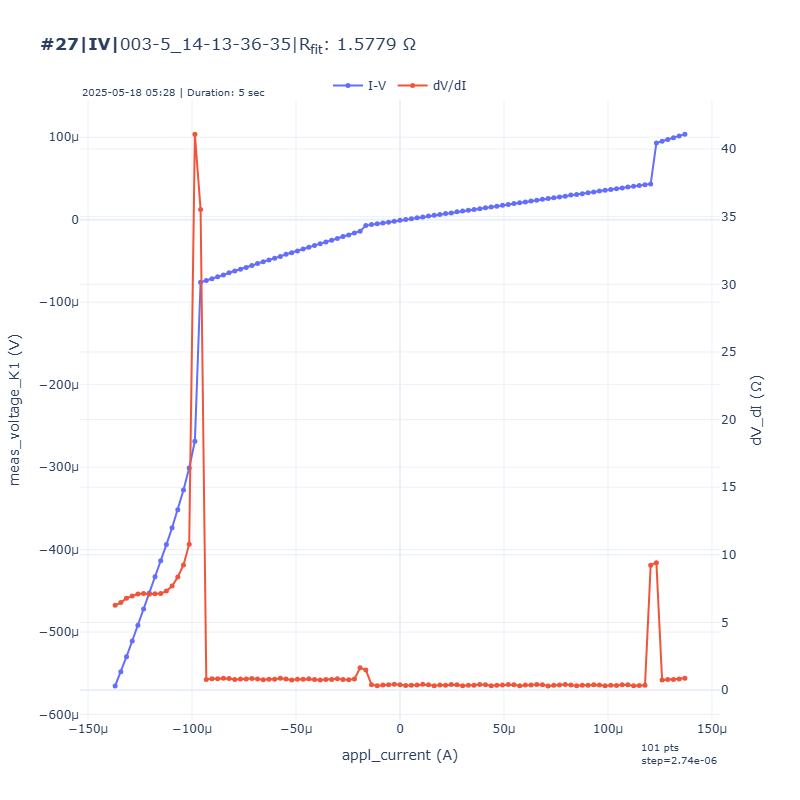 #27|IV|003-5_14-13-36-35|Rfit: 1.5779 Ω
2025-05-18 05:28 | Duration: 5 sec
I-V
dV/dI
100μ
0
−100μ
−200μ
−300μ
−400μ
−500μ
−600μ
meas_voltage_K1 (V)
40
35
30
25
20
15
10
5
0
dV_dI (Ω)
−150μ
−100μ
−50μ
0
50μ
100μ
150μ
appl_current (A)
101 pts
step=2.74e-06